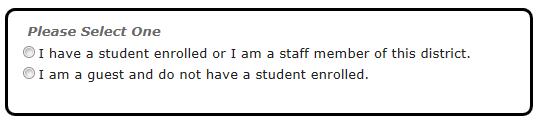 Please Select One
I have a student enrolled or I am a staff member of this district.
I am a guest and do not have a student enrolled.